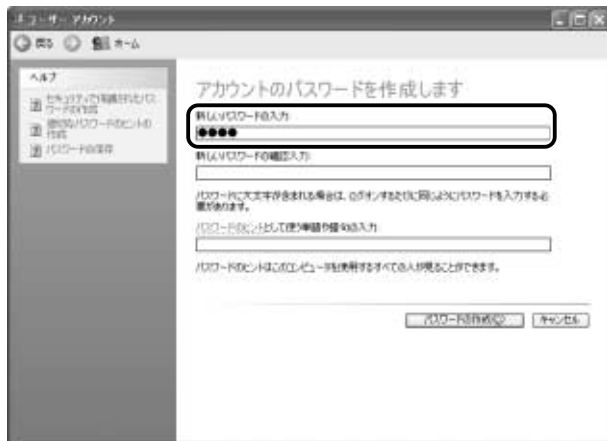 ユーザー アカウント
戻る ホーム
ヘルプ
セキュリティで保護されたパス
ワードの作成
便利なパスワードのヒントの
作成
パスワードの保存
アカウントのパスワードを作成します
新しいパスワードの入力:
●●●●
新しいパスワードの確認入力:
パスワードに大文字が含まれる場合は、ログオンするたびに同じようにパスワードを入力する必
要があります。
パスワードのヒントとして使う単語や語句の入力:
パスワードのヒントはこのコンピュータを使用するすべての人が見ることができます。
パスワードの作成(C) キャンセル